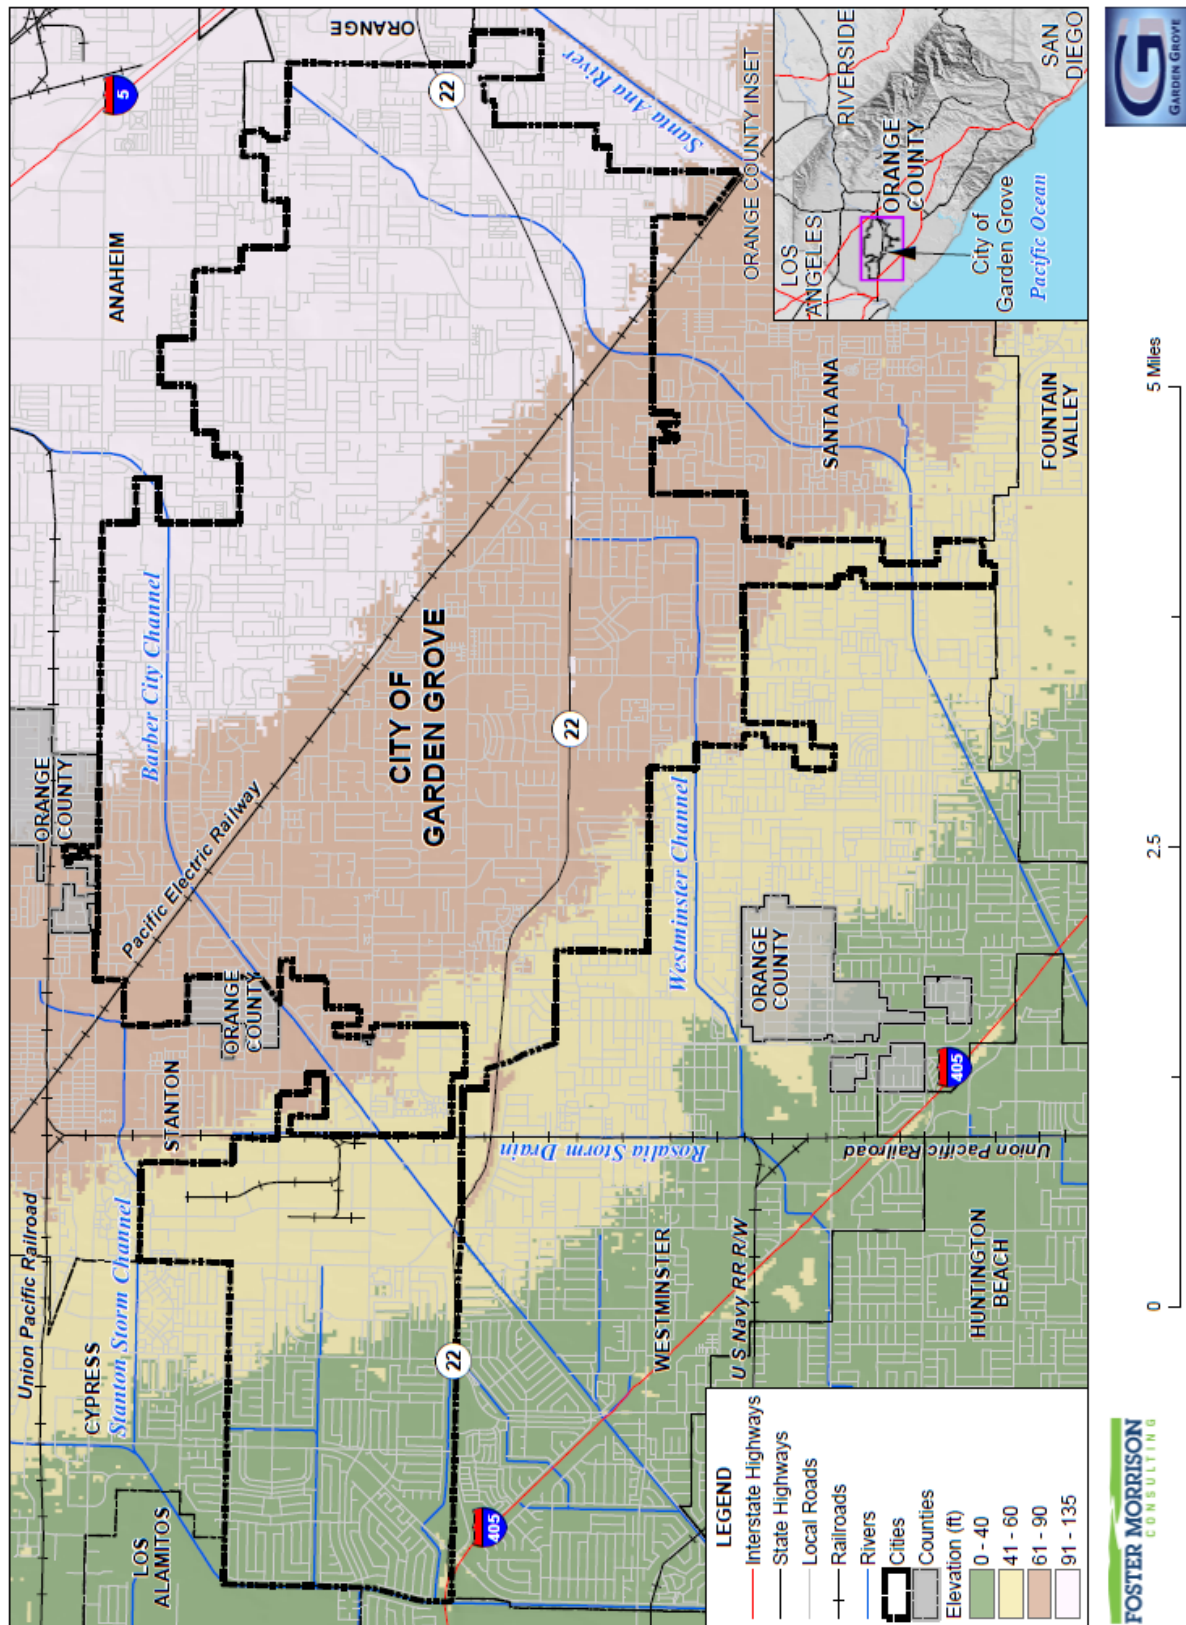 Union Pacific Railroad
CYPRESS
Stanton Storm Channel
LOS
ALAMITOS
STANTON
ORANGE
COUNTY
Pacific Electric Railway
ORANGE
COUNTY
Barber City Channel
ANAHEIM
5
ORANGE
22
Santa Ana River
CITY OF
GARDEN GROVE
22
22
405
Rosalia Storm Drain
WESTMINSTER
Westminster Channel
ORANGE
COUNTY
U S Navy RR R/W
Union Pacific Railroad
405
HUNTINGTON
BEACH
SANTA ANA
FOUNTAIN
VALLEY
ORANGE COUNTY INSET
LOS
ANGELES
RIVERSIDE
ORANGE
COUNTY
SAN
DIEGO
City of
Garden Grove
Pacific Ocean
LEGEND
Interstate Highways
State Highways
Local Roads
Railroads
Rivers
Cities
Counties
Elevation (ft)
0 - 40
41 - 60
61 - 90
91 - 135
FOSTER MORRISON
CONSULTING
0
2.5
5 Miles
G
GARDEN GROVE